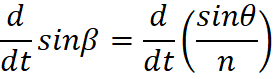 d/dt sinβ = d/dt (sinθ/n)